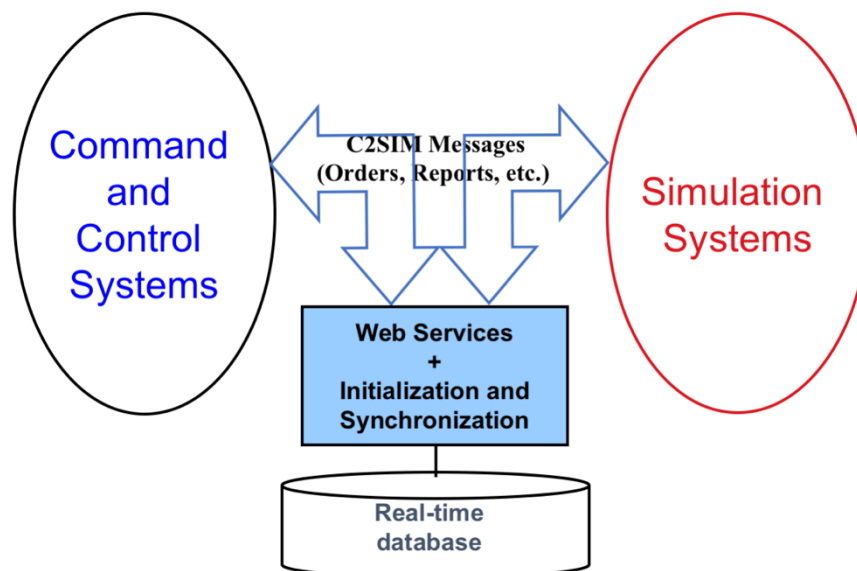 Command
and
Control
Systems
C2SIM Messages
(Orders, Reports, etc.)
Simulation
Systems
Web Services
+
Initialization and
Synchronization
Real-time
database